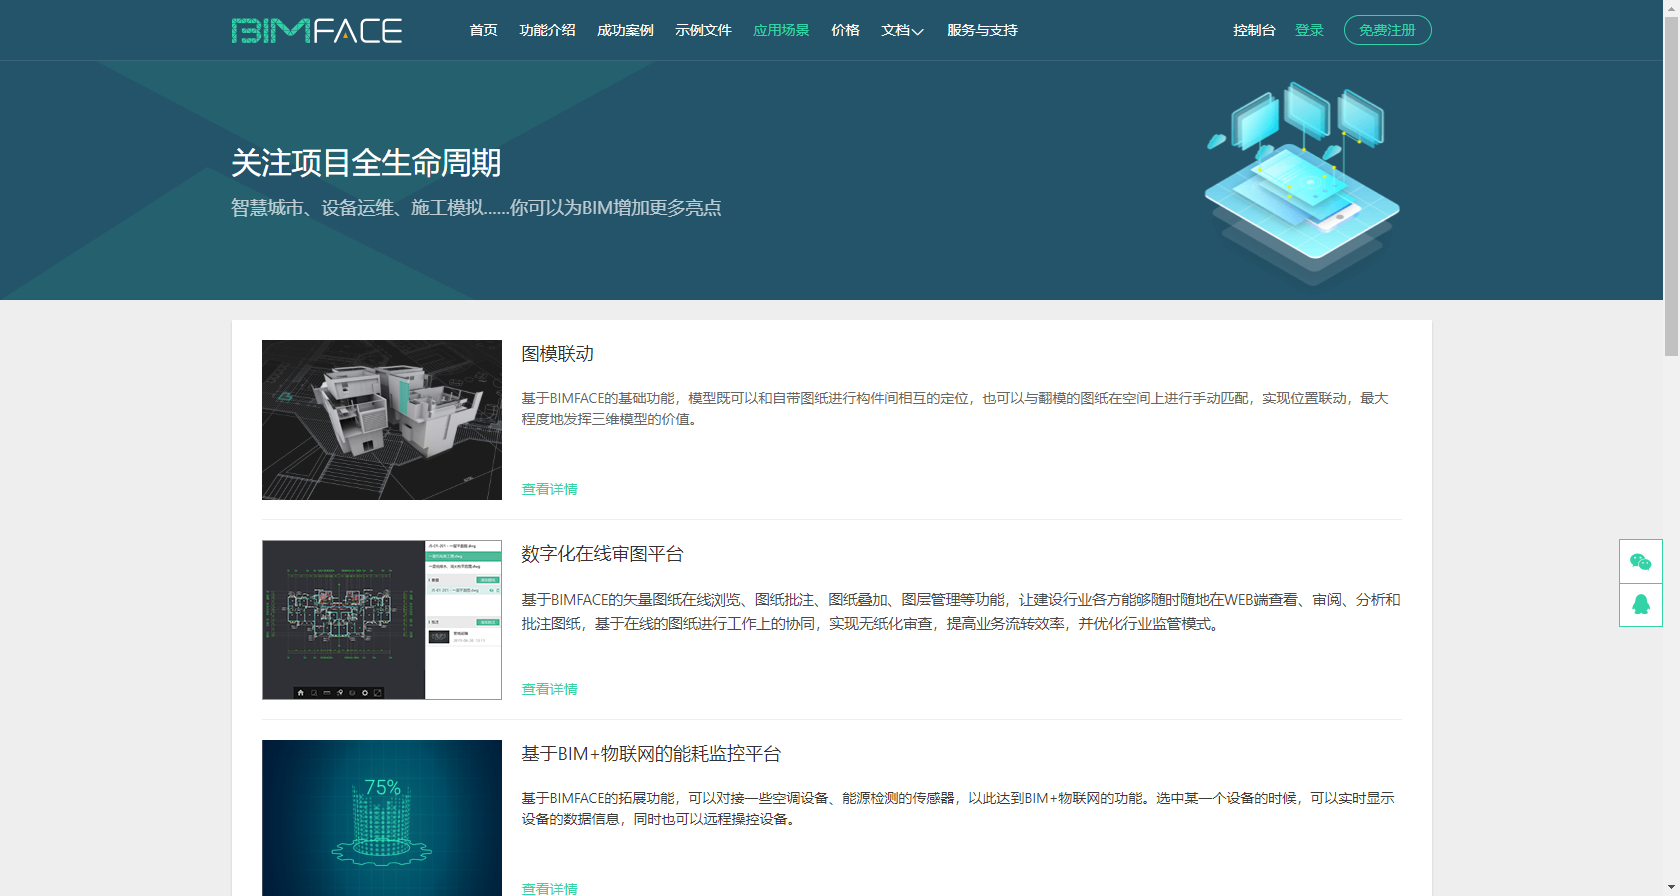 BIMFACE 首页 功能介绍 成功案例 示例文件 应用场景 价格 文档 服务与支持 控制台 登录 免费注册
关注项目全生命周期
智慧城市、设备运维、施工模拟......你可以为BIM增加更多亮点
图模联动
基于BIMFACE的基础功能，模型既可以和自带图纸进行构件间相互的定位，也可以与翻模的图纸在空间上进行手动匹配，实现位置联动，最大
程度地发挥三维模型的价值。
查看详情
数字化在线审图平台
基于BIMFACE的矢量图纸在线浏览、图纸批注、图纸叠加、图层管理等功能，让建设行业各方能够随时随地在WEB端查看、审阅、分析和
批注图纸，基于在线的图纸进行工作上的协同，实现无纸化审查，提高业务流转效率，并优化行业监管模式。
查看详情
75%
基于BIM+物联网的能耗监控平台
基于BIMFACE的拓展功能，可以对接一些空调设备、能源检测的传感器，以此达到BIM+物联网的功能。选中某一个设备的时候，可以实时显示
设备的数据信息，同时也可以远程操控设备。
查看详情